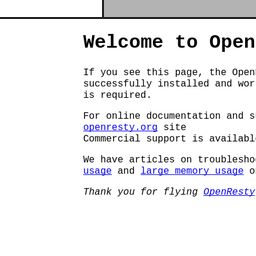 Welcome to Open
If you see this page, the Open
successfully installed and wor
is required.
For online documentation and s
openresty.org site
Commercial support is availabl
We have articles on troublesho
usage and large memory usage o
Thank you for flying OpenResty